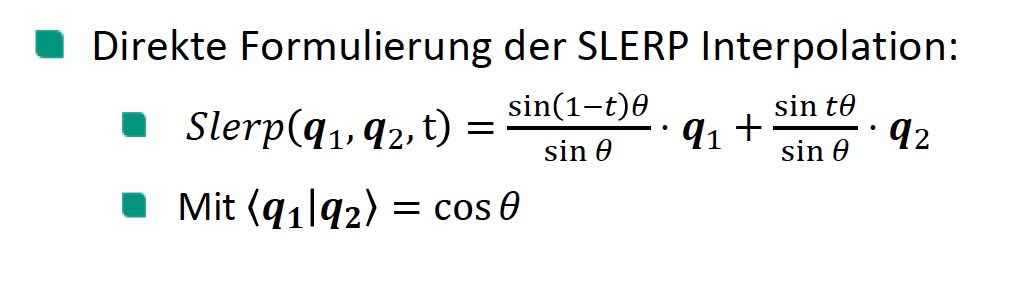 Direkte Formulierung der SLERP Interpolation:
Slerp(q₁, q₂, t) = sin(1−t)θ / sin θ · q₁ + sin tθ / sin θ · q₂
Mit ⟨q₁|q₂⟩ = cos θ